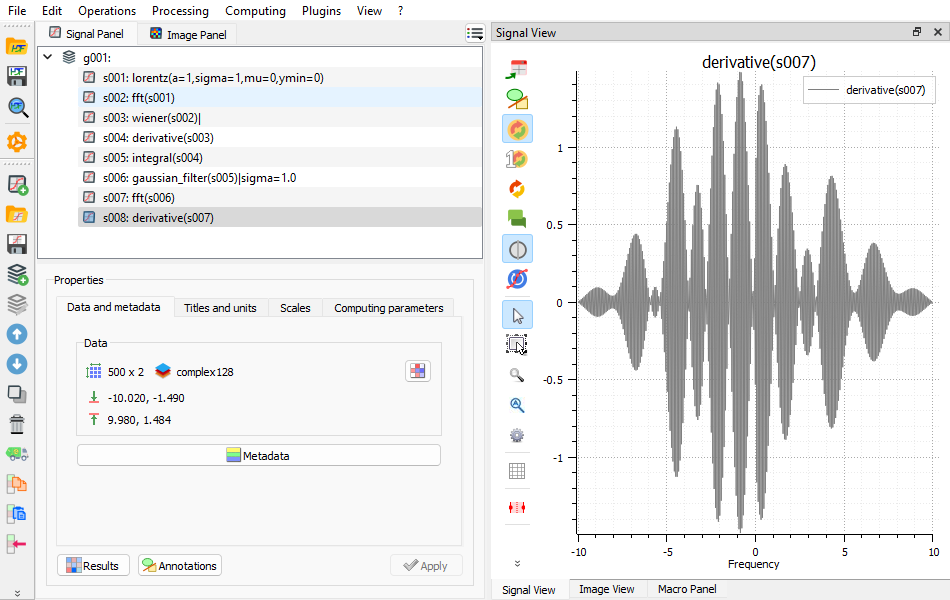 File Edit Operations Processing Computing Plugins View ?
Signal Panel Image Panel
g001:
s001: lorentz(a=1,sigma=1,mu=0,ymin=0)
s002: fft(s001)
s003: wiener(s002)|
s004: derivative(s003)
s005: integral(s004)
s006: gaussian_filter(s005)|sigma=1.0
s007: fft(s006)
s008: derivative(s007)
Properties
Data and metadata Titles and units Scales Computing parameters
Data
500 x 2 complex128
-10.020, -1.490
9.980, 1.484
Metadata
Results Annotations Apply
Signal View
derivative(s007)
derivative(s007)
1
0.5
0
-0.5
-1
-10 -5 0 5 10
Frequency
Signal View Image View Macro Panel